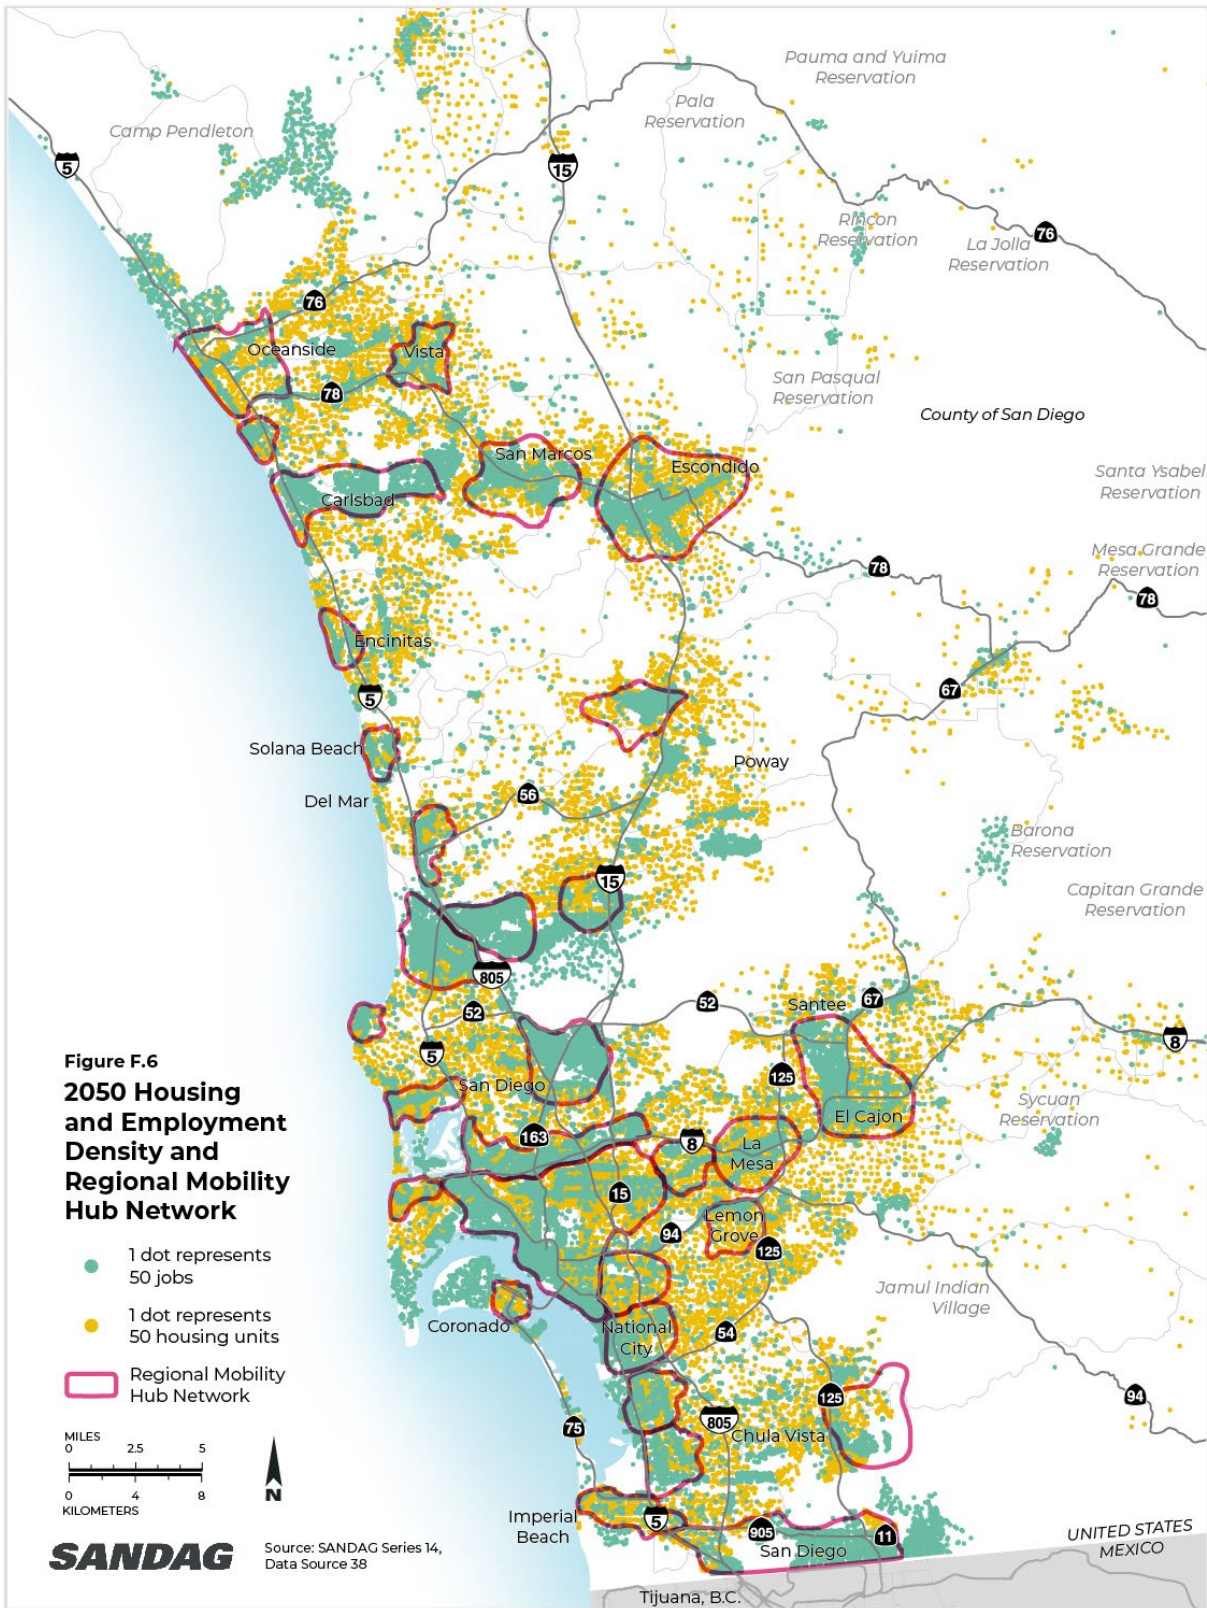 Pauma and Yuima
Reservation
Pala
Reservation
Camp Pendleton
5
15
Rincon
Reservation
La Jolla
Reservation
76
76
Oceanside
Vista
78
San Pasqual
Reservation
County of San Diego
San Marcos
Escondido
Santa Ysabel
Reservation
Carlsbad
Mesa Grande
Reservation
78
78
Encinitas
5
67
Solana Beach
Poway
Del Mar
56
Barona
Reservation
15
Capitan Grande
Reservation
805
52
52
Santee
67
5
8
San Diego
125
Sycuan
Reservation
El Cajon
163
8
La
Mesa
15
Lemon
Grove
94
125
Jamul Indian
Village
Coronado
National
City
54
125
94
75
805
Chula Vista
Imperial
Beach
5
905
11
San Diego
UNITED STATES
MEXICO
Tijuana, B.C.
Figure F.6
2050 Housing
and Employment
Density and
Regional Mobility
Hub Network
1 dot represents
50 jobs
1 dot represents
50 housing units
Regional Mobility
Hub Network
MILES
0 2.5 5
0 4 8
KILOMETERS
N
SANDAG
Source: SANDAG Series 14,
Data Source 38